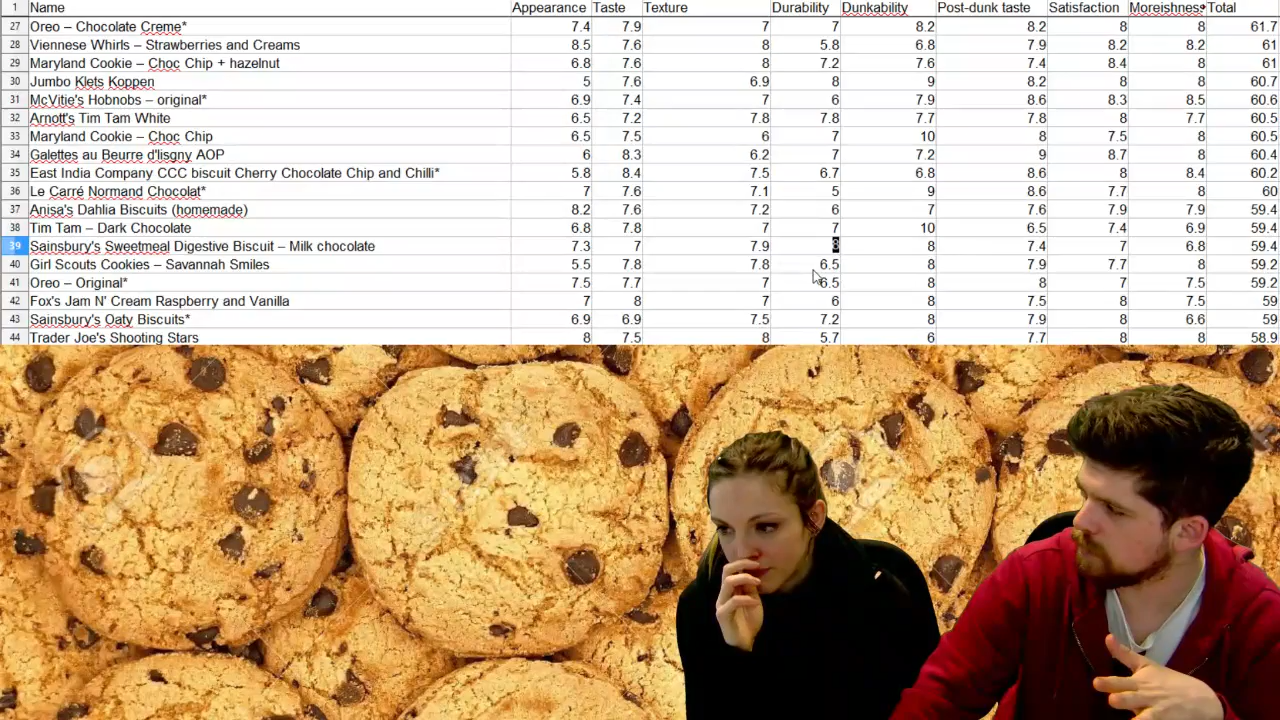 1 Name Appearance Taste Texture Durability Dunkability Post-dunk taste Satisfaction Moreishnes Total
27 Oreo – Chocolate Creme* 7.4 7.9 7 7 8.2 8.2 8 8 61.7
28 Viennese Whirls – Strawberries and Creams 8.5 7.6 8 5.8 6.8 7.9 8.2 8.2 61
29 Maryland Cookie – Choc Chip + hazelnut 6.8 7.6 8 7.2 7.6 7.4 8.4 8 61
30 Jumbo Klets Koppen 5 7.6 6.9 8 9 8.2 8 8 60.7
31 McVitie's Hobnobs – original* 6.9 7.4 7 6 7.9 8.6 8.3 8.5 60.6
32 Arnott's Tim Tam White 6.5 7.2 7.8 7.8 7.7 7.8 8 7.7 60.5
33 Maryland Cookie – Choc Chip 6.5 7.5 6 7 10 8 7.5 8 60.5
34 Galettes au Beurre d'lisgny AOP 6 8.3 6.2 7 7.2 9 8.7 8 60.4
35 East India Company CCC biscuit Cherry Chocolate Chip and Chilli* 5.8 8.4 7.5 6.7 6.8 8.6 8 8.4 60.2
36 Le Carré Normand Chocolat* 7 7.6 7.1 5 9 8.6 7.7 8 60
37 Anisa's Dahlia Biscuits (homemade) 8.2 7.6 7.2 6 7 7.6 7.9 7.9 59.4
38 Tim Tam – Dark Chocolate 6.8 7.8 7 7 10 6.5 7.4 6.9 59.4
39 Sainsbury's Sweetmeal Digestive Biscuit – Milk chocolate 7.3 7 7.9 8 8 7.4 7 6.8 59.4
40 Girl Scouts Cookies – Savannah Smiles 5.5 7.8 7.8 6.5 8 7.9 7.7 8 59.2
41 Oreo – Original* 7.5 7.7 7 6.5 8 8 7 7.5 59.2
42 Fox's Jam N' Cream Raspberry and Vanilla 7 8 7 6 8 7.5 8 7.5 59
43 Sainsbury's Oaty Biscuits* 6.9 6.9 7.5 7.2 8 7.9 8 6.6 59
44 Trader Joe's Shooting Stars 8 7.5 8 5.7 6 7.7 8 8 58.9